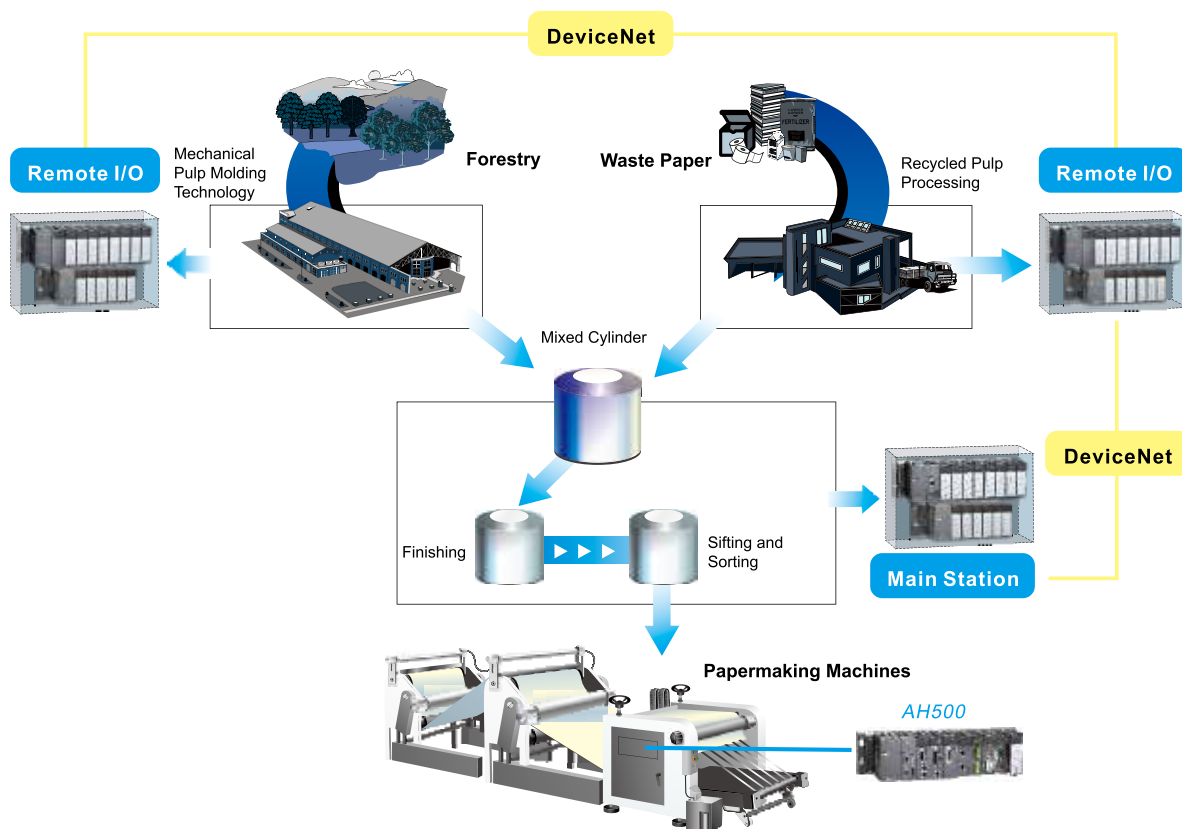 DeviceNet
Forestry
Waste Paper
Mechanical
Pulp Molding
Technology
Recycled Pulp
Processing
Remote I/O
Remote I/O
FERTILIZER
Mixed Cylinder
DeviceNet
Finishing
Sifting and
Sorting
Main Station
Papermaking Machines
AH500